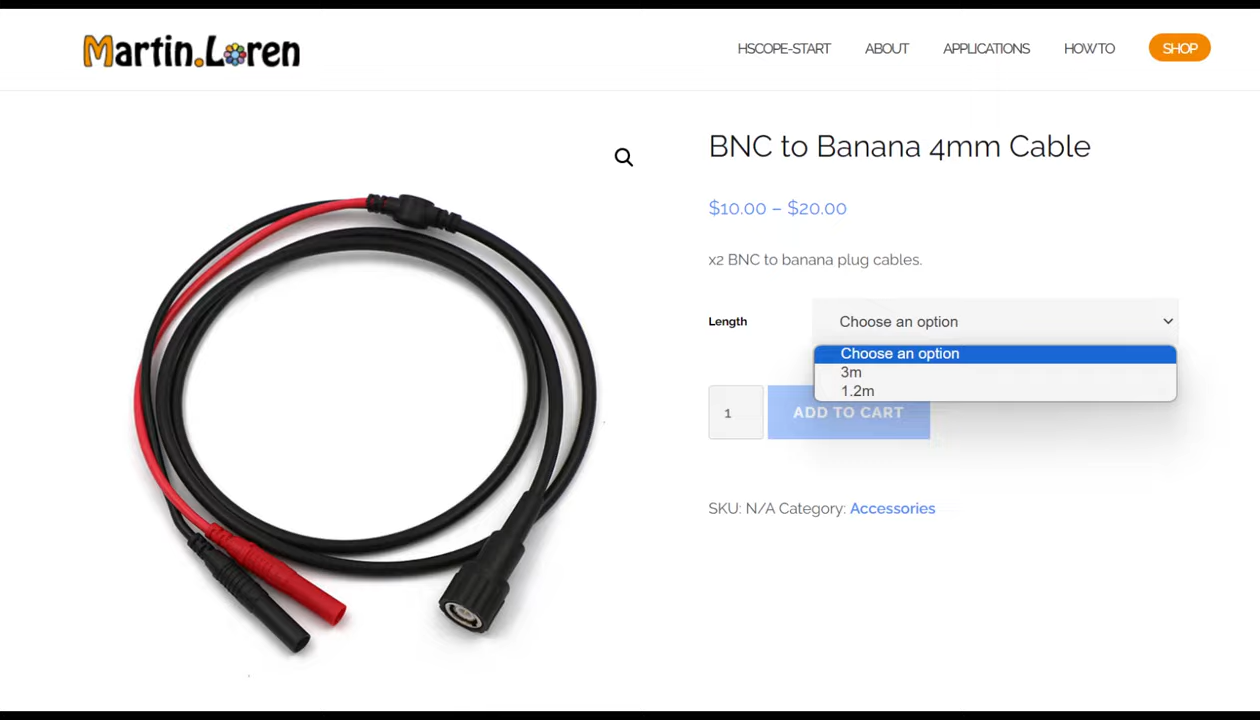 Martin.Loren
HSCOPE-START ABOUT APPLICATIONS HOWTO SHOP
BNC to Banana 4mm Cable
$10.00 – $20.00
x2 BNC to banana plug cables.
Length Choose an option
Choose an option
3m
1.2m
1 ADD TO CART
SKU: N/A Category: Accessories